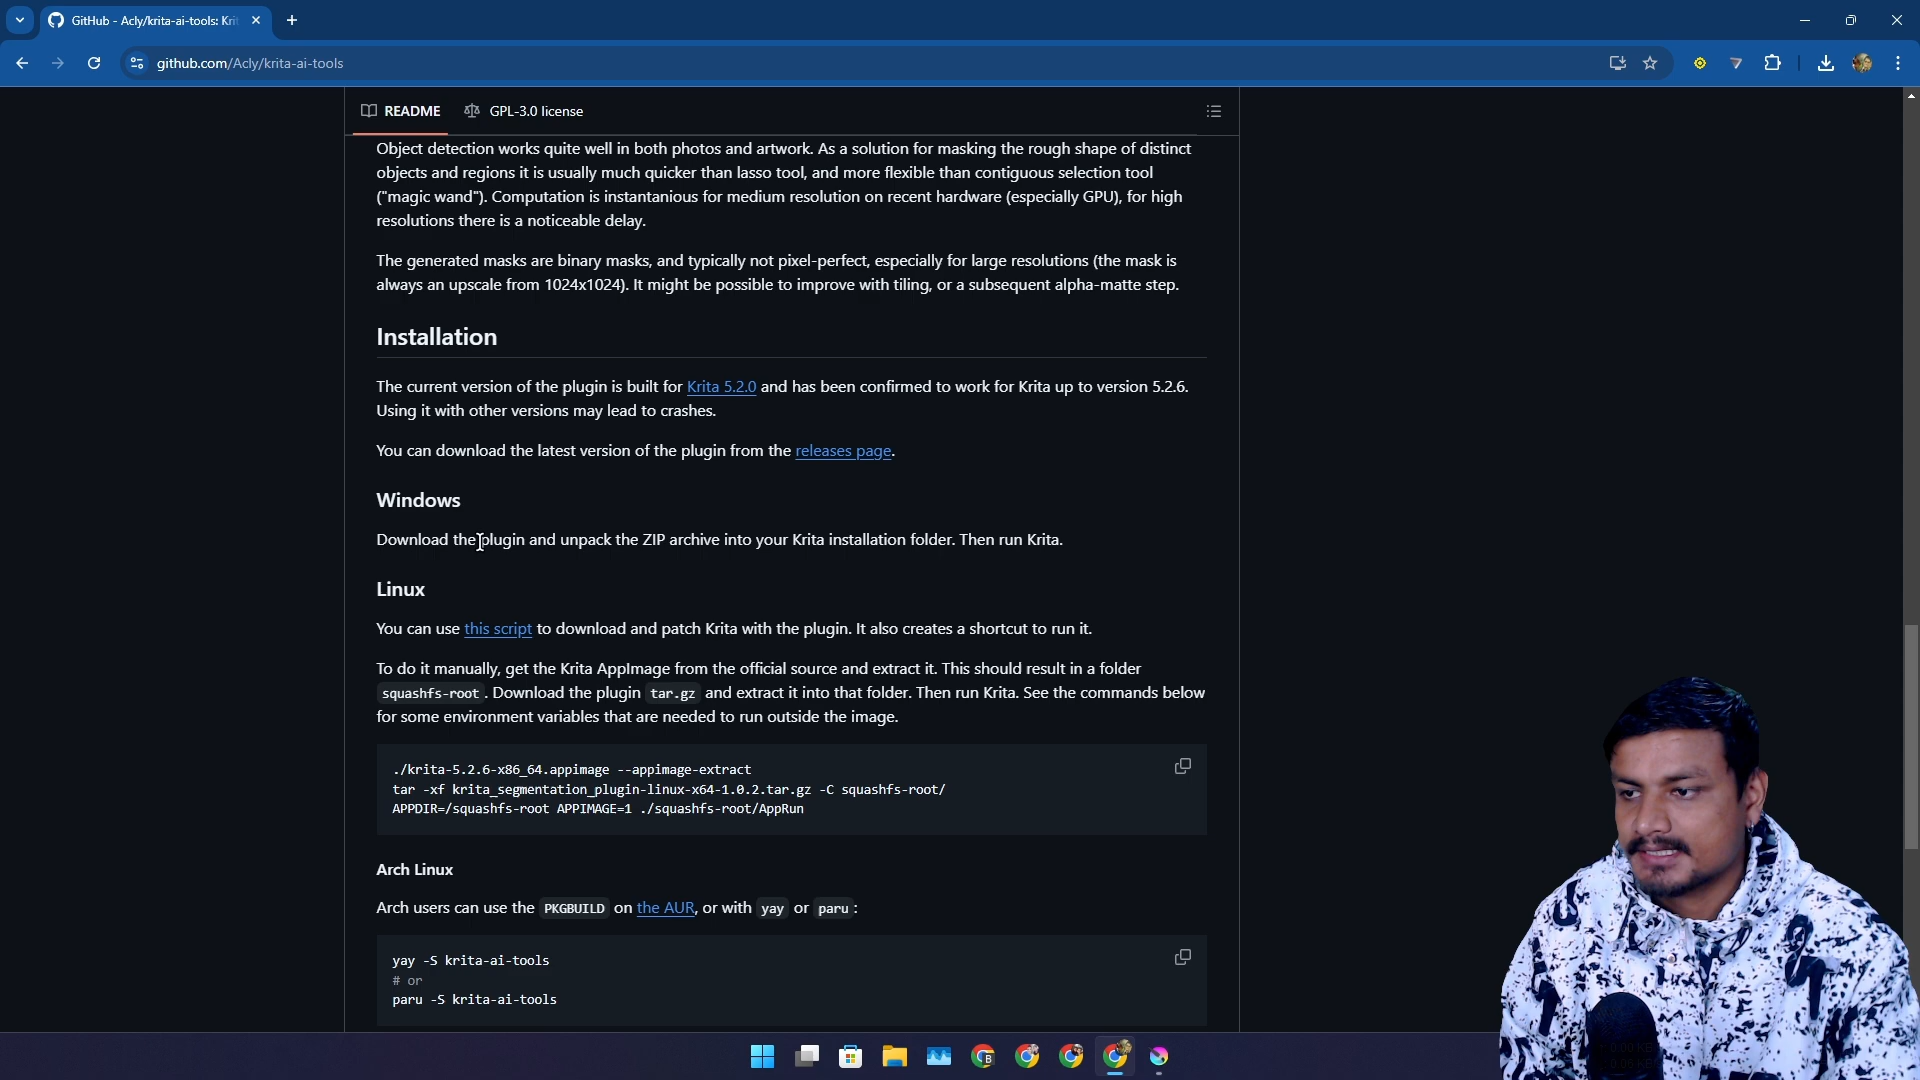 GitHub - Acly/krita-ai-tools: Krit
github.com/Acly/krita-ai-tools
README
GPL-3.0 license
Object detection works quite well in both photos and artwork. As a solution for masking the rough shape of distinct
objects and regions it is usually much quicker than lasso tool, and more flexible than contiguous selection tool
("magic wand"). Computation is instantanious for medium resolution on recent hardware (especially GPU), for high
resolutions there is a noticeable delay.
The generated masks are binary masks, and typically not pixel-perfect, especially for large resolutions (the mask is
always an upscale from 1024x1024). It might be possible to improve with tiling, or a subsequent alpha-matte step.
Installation
The current version of the plugin is built for Krita 5.2.0 and has been confirmed to work for Krita up to version 5.2.6.
Using it with other versions may lead to crashes.
You can download the latest version of the plugin from the releases page.
Windows
Download the plugin and unpack the ZIP archive into your Krita installation folder. Then run Krita.
Linux
You can use this script to download and patch Krita with the plugin. It also creates a shortcut to run it.
To do it manually, get the Krita AppImage from the official source and extract it. This should result in a folder
squashfs-root. Download the plugin tar.gz and extract it into that folder. Then run Krita. See the commands below
for some environment variables that are needed to run outside the image.
./krita-5.2.6-x86_64.appimage --appimage-extract
tar -xf krita_segmentation_plugin-linux-x64-1.0.2.tar.gz -C squashfs-root/
APPDIR=/squashfs-root APPIMAGE=1 ./squashfs-root/AppRun
Arch Linux
Arch users can use the PKGBUILD on the AUR, or with yay or paru:
yay -S krita-ai-tools
# or
paru -S krita-ai-tools